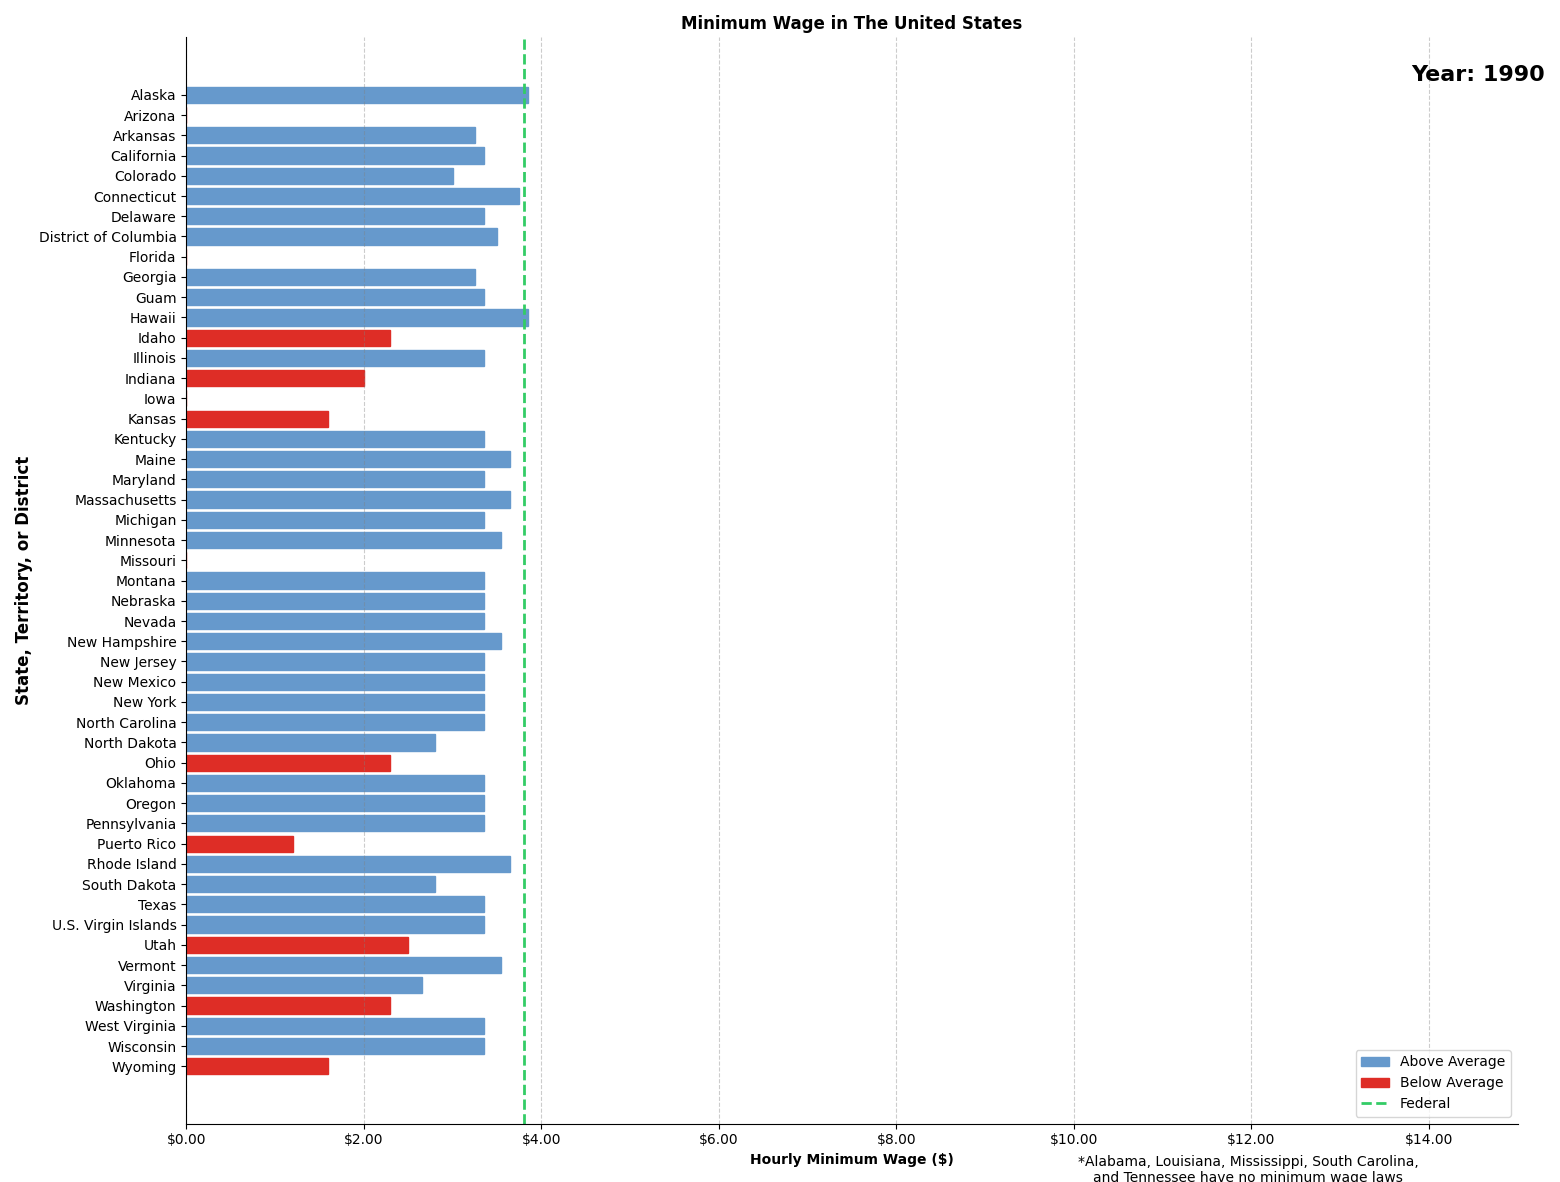 Minimum Wage in The United States
Year: 1990
State, Territory, or District
Alaska
Arizona
Arkansas
California
Colorado
Connecticut
Delaware
District of Columbia
Florida
Georgia
Guam
Hawaii
Idaho
Illinois
Indiana
Iowa
Kansas
Kentucky
Maine
Maryland
Massachusetts
Michigan
Minnesota
Missouri
Montana
Nebraska
Nevada
New Hampshire
New Jersey
New Mexico
New York
North Carolina
North Dakota
Ohio
Oklahoma
Oregon
Pennsylvania
Puerto Rico
Rhode Island
South Dakota
Texas
U.S. Virgin Islands
Utah
Vermont
Virginia
Washington
West Virginia
Wisconsin
Wyoming
Above Average
Below Average
Federal
$0.00 $2.00 $4.00 $6.00 $8.00 $10.00 $12.00 $14.00
Hourly Minimum Wage ($)
*Alabama, Louisiana, Mississippi, South Carolina,
and Tennessee have no minimum wage laws